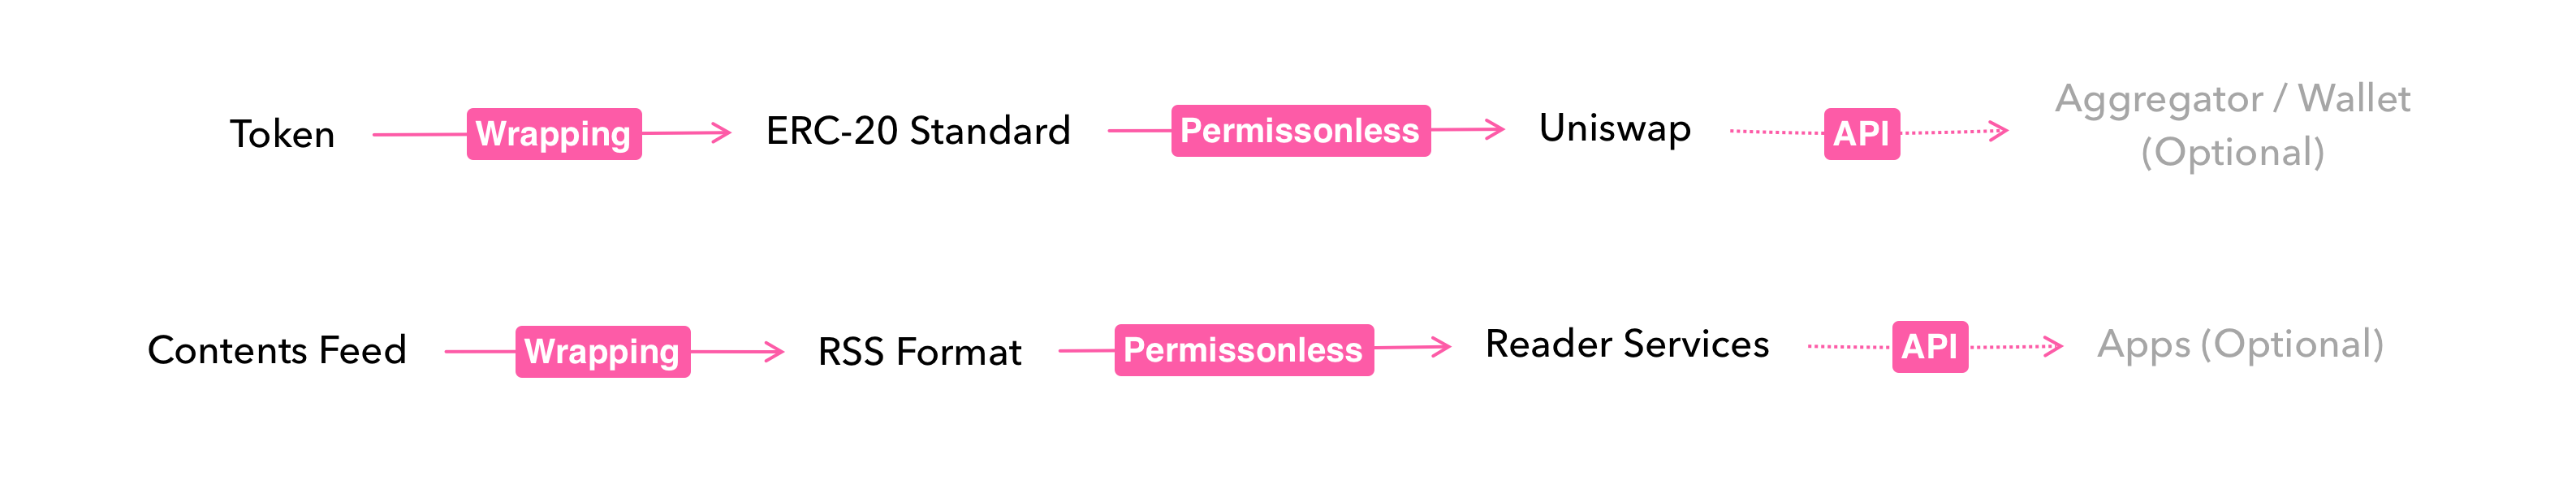 Token Wrapping ERC-20 Standard Permissonless Uniswap API Aggregator / Wallet
(Optional)
Contents Feed Wrapping RSS Format Permissonless Reader Services API Apps (Optional)